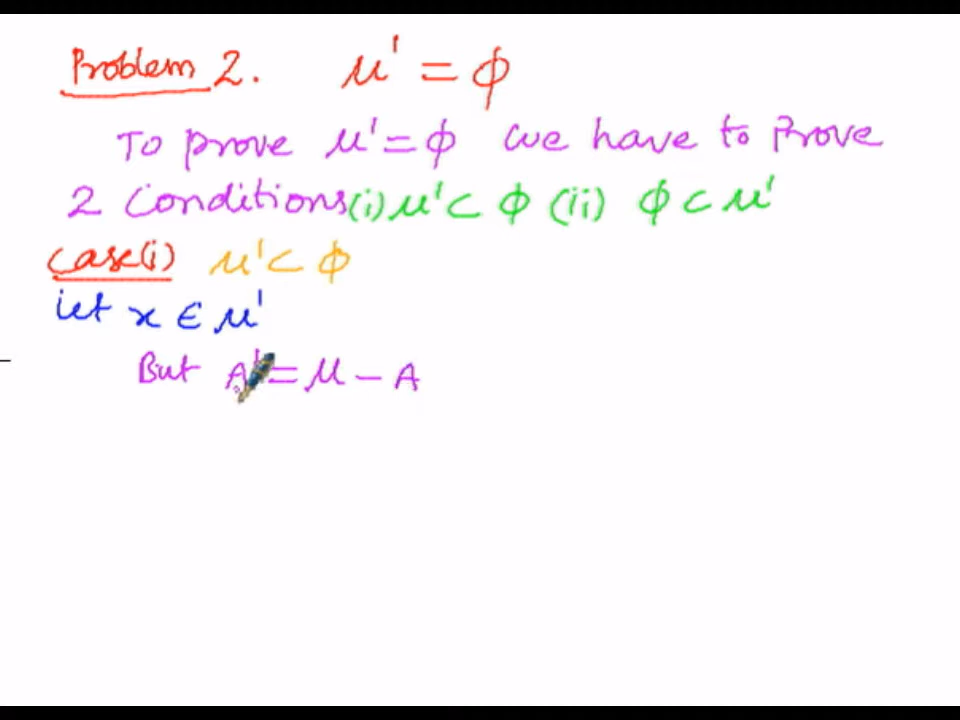 Problem 2. μ' = φ
To prove μ' = φ we have to Prove
2 Conditions (i) μ' ⊂ φ (ii) φ ⊂ μ'
Case(i) μ' ⊂ φ
let x ∈ μ'
But A' = μ - A